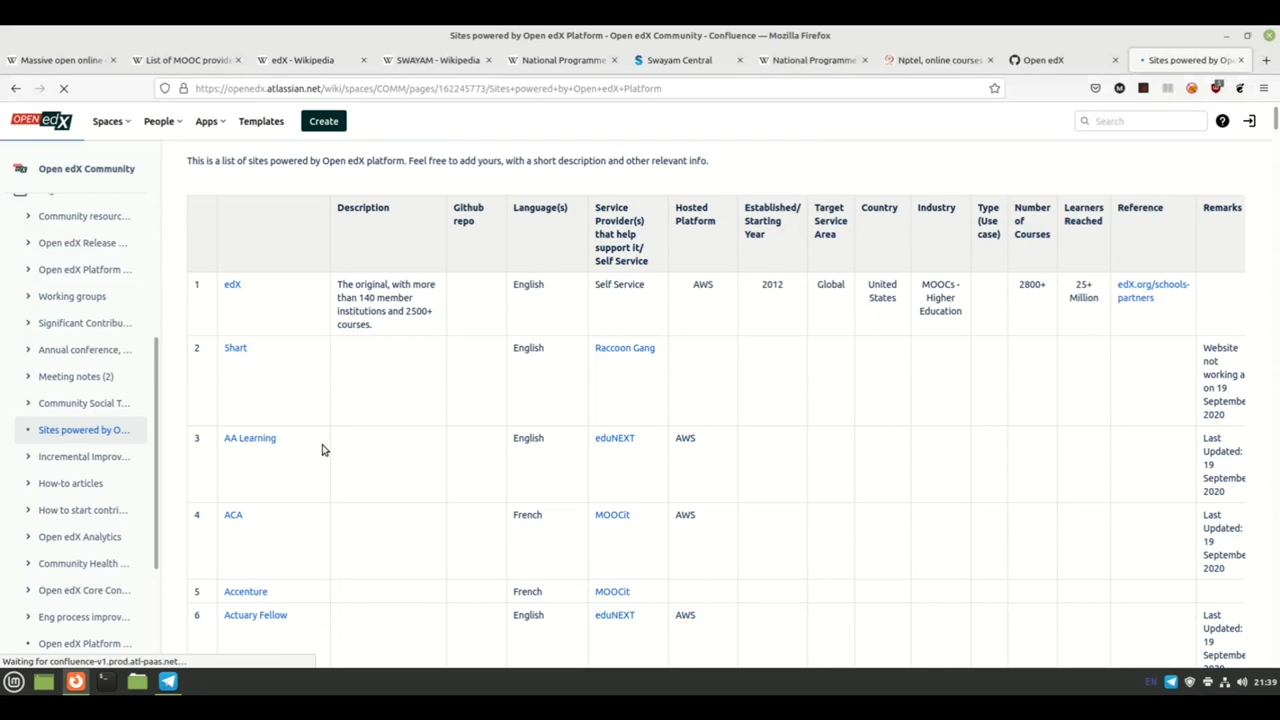 Sites powered by Open edX Platform - Open edX Community - Confluence — Mozilla Firefox
Massive open online
List of MOOC provide
edX - Wikipedia
SWAYAM - Wikipedia
National Programme
Swayam Central
National Programme
Nptel, online courses
Open edX
Sites powered by Ope
https://openedx.atlassian.net/wiki/spaces/COMM/pages/162245773/Sites+powered+by+Open+edX+Platform
OPEN edX
Spaces
People
Apps
Templates
Create
Search
Open edX Community
Community resourc...
Open edX Release ...
Open edX Platform ...
Working groups
Significant Contribu...
Annual conference, ...
Meeting notes (2)
Community Social T...
Sites powered by O...
Incremental Improv...
How-to articles
How to start contri...
Open edX Analytics
Community Health ...
Open edX Core Con...
Eng process improv...
Open edX Platform ...
This is a list of sites powered by Open edX platform. Feel free to add yours, with a short description and other relevant info.
Description
Github
repo
Language(s)
Service
Provider(s)
that help
support it/
Self Service
Hosted
Platform
Established/
Starting
Year
Target
Service
Area
Country
Industry
Type
(Use
case)
Number
of
Courses
Learners
Reached
Reference
Remarks
1
edX
The original, with more
than 140 member
institutions and 2500+
courses.
English
Self Service
AWS
2012
Global
United
States
MOOCs -
Higher
Education
2800+
25+
Million
edX.org/schools-
partners
2
5hart
English
Raccoon Gang
Website
not
working a
on 19
Septembe
2020
3
AA Learning
English
eduNEXT
AWS
Last
Updated:
19
Septembe
2020
4
ACA
French
MOOCit
AWS
Last
Updated:
19
Septembe
2020
5
Accenture
French
MOOCit
6
Actuary Fellow
English
eduNEXT
AWS
Last
Updated:
19
Septembe
Waiting for confluence-v1.prod.atl-paas.net...
EN
21:39